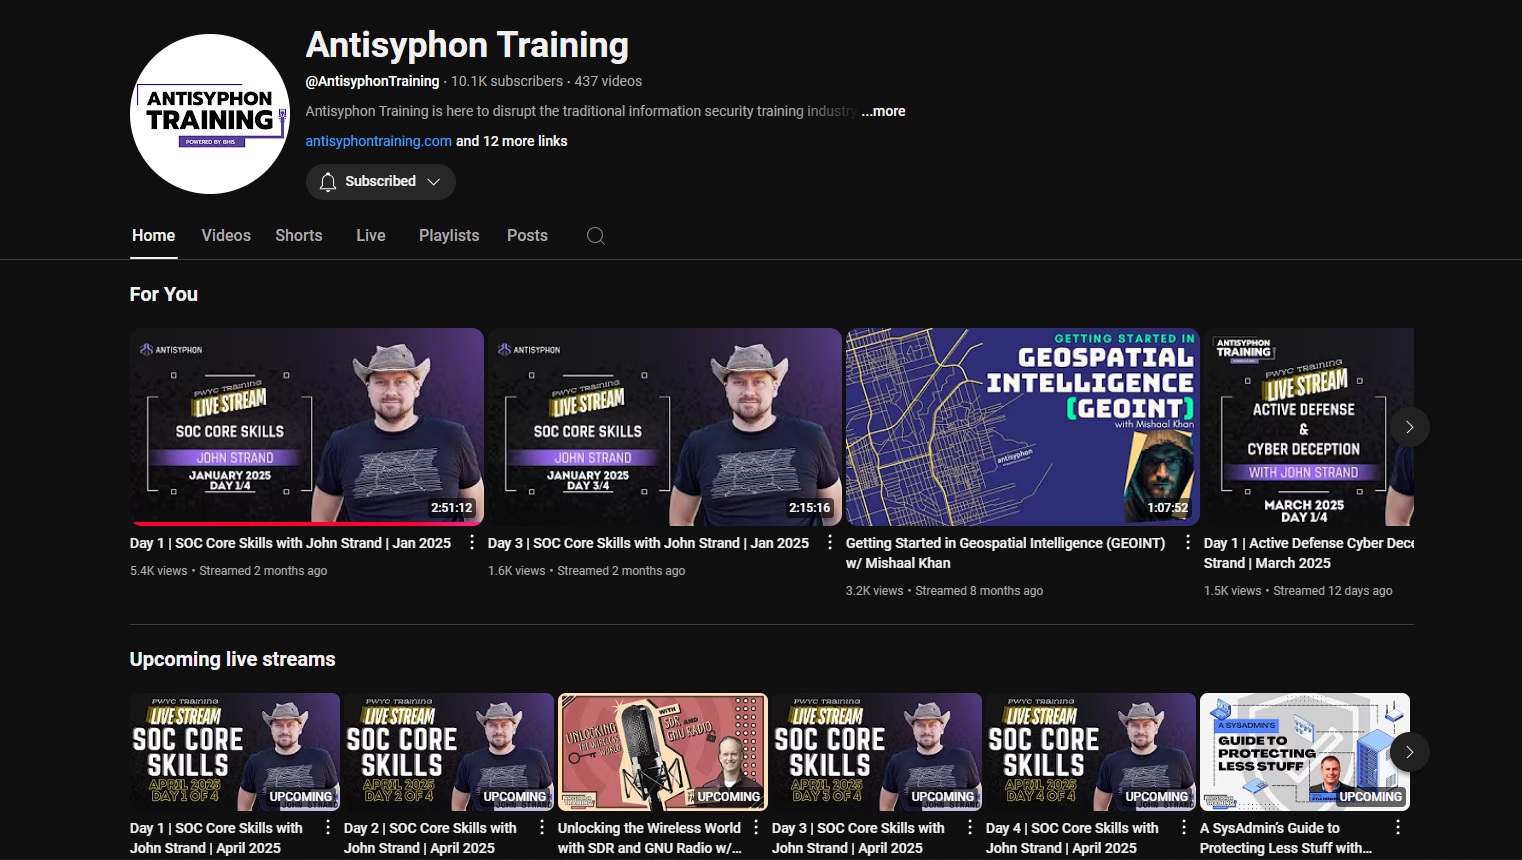 Antisyphon Training
@AntisyphonTraining · 10.1K subscribers · 437 videos
Antisyphon Training is here to disrupt the traditional information security training industry ...more
antisyphontraining.com and 12 more links
Subscribed
ANTISYPHON
TRAINING
POWERED BY BHIS
Home Videos Shorts Live Playlists Posts
For You
ANTISYPHON
PWYC Training
LIVE STREAM
SOC CORE SKILLS
JOHN STRAND
JANUARY 2025
DAY 1/4
2:51:12
Day 1 | SOC Core Skills with John Strand | Jan 2025
5.4K views • Streamed 2 months ago
ANTISYPHON
PWYC Training
LIVE STREAM
SOC CORE SKILLS
JOHN STRAND
JANUARY 2025
DAY 3/4
2:15:16
Day 3 | SOC Core Skills with John Strand | Jan 2025
1.6K views • Streamed 2 months ago
GETTING STARTED IN
GEOSPATIAL
INTELLIGENCE
(GEOINT)
with Mishaal Khan
antisyphon
1:07:52
Getting Started in Geospatial Intelligence (GEOINT)
w/ Mishaal Khan
3.2K views • Streamed 8 months ago
ANTISYPHON
TRAINING
PWYC Training
LIVE STREAM
ACTIVE DEFENSE
&
CYBER DECEPTION
WITH JOHN STRAND
MARCH 2025
DAY 1/4
Day 1 | Active Defense Cyber Dece
Strand | March 2025
1.5K views • Streamed 12 days ago
Upcoming live streams
PWYC Training
LIVE STREAM
SOC CORE
SKILLS
APRIL 2025
DAY 1 OF 4
UPCOMING
Day 1 | SOC Core Skills with
John Strand | April 2025
PWYC Training
LIVE STREAM
SOC CORE
SKILLS
APRIL 2025
DAY 2 OF 4
UPCOMING
Day 2 | SOC Core Skills with
John Strand | April 2025
UNLOCKING
THE WIRELESS
WORLD
WITH
SDR AND
GNU RADIO
UPCOMING
Unlocking the Wireless World
with SDR and GNU Radio w/...
PWYC Training
LIVE STREAM
SOC CORE
SKILLS
APRIL 2025
DAY 3 OF 4
UPCOMING
Day 3 | SOC Core Skills with
John Strand | April 2025
PWYC Training
LIVE STREAM
SOC CORE
SKILLS
APRIL 2025
DAY 4 OF 4
UPCOMING
Day 4 | SOC Core Skills with
John Strand | April 2025
A SYSADMIN'S
GUIDE TO
PROTECTING
LESS STUFF
UPCOMING
A SysAdmin's Guide to
Protecting Less Stuff with...